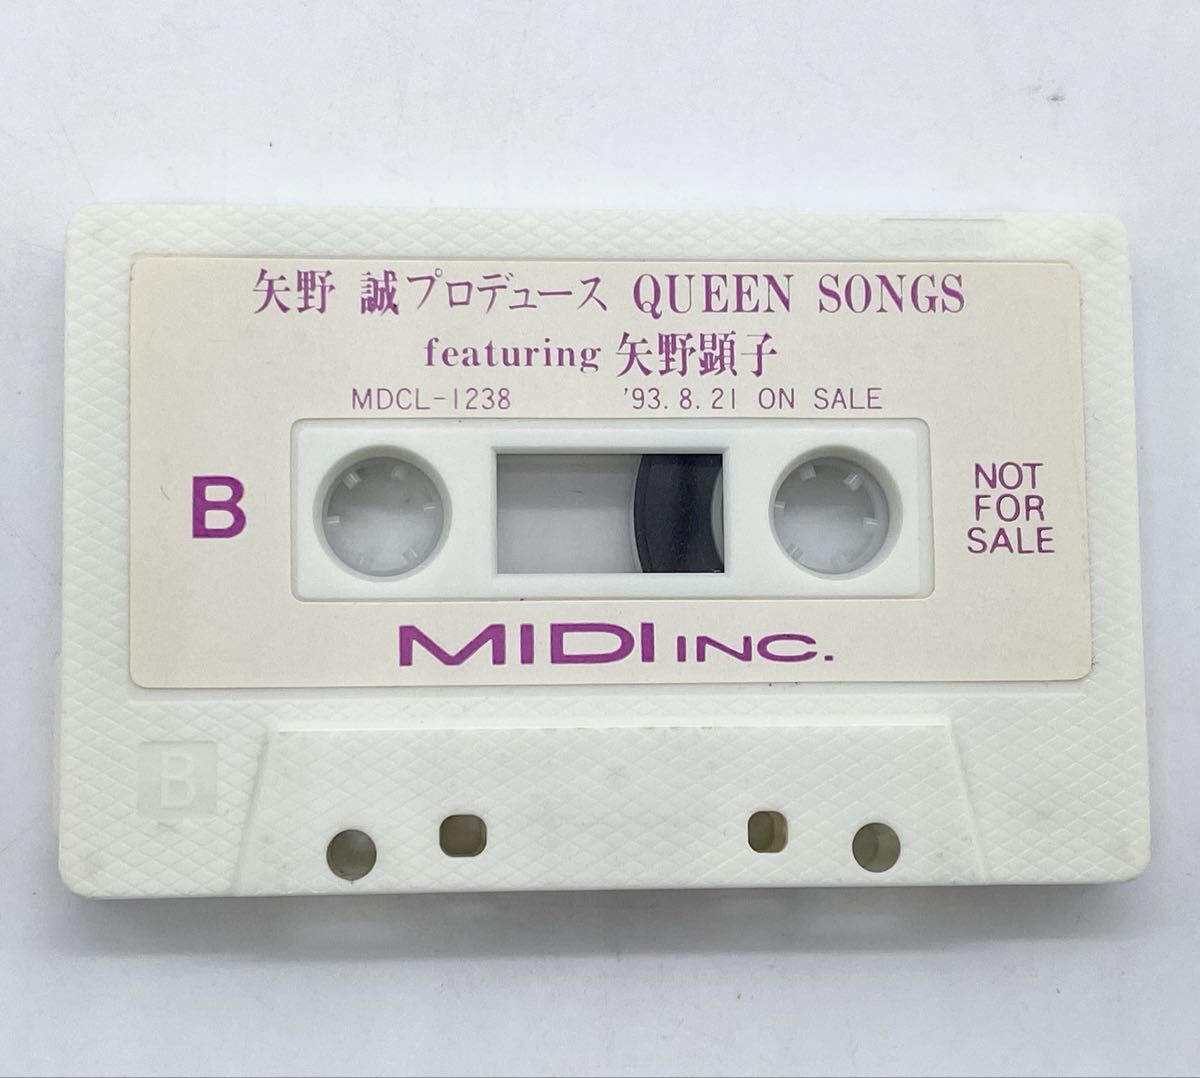 矢野 誠プロデュース QUEEN SONGS
featuring 矢野顕子
MDCL-1238 '93.8.21 ON SALE
B
NOT
FOR
SALE
MIDI INC.
B